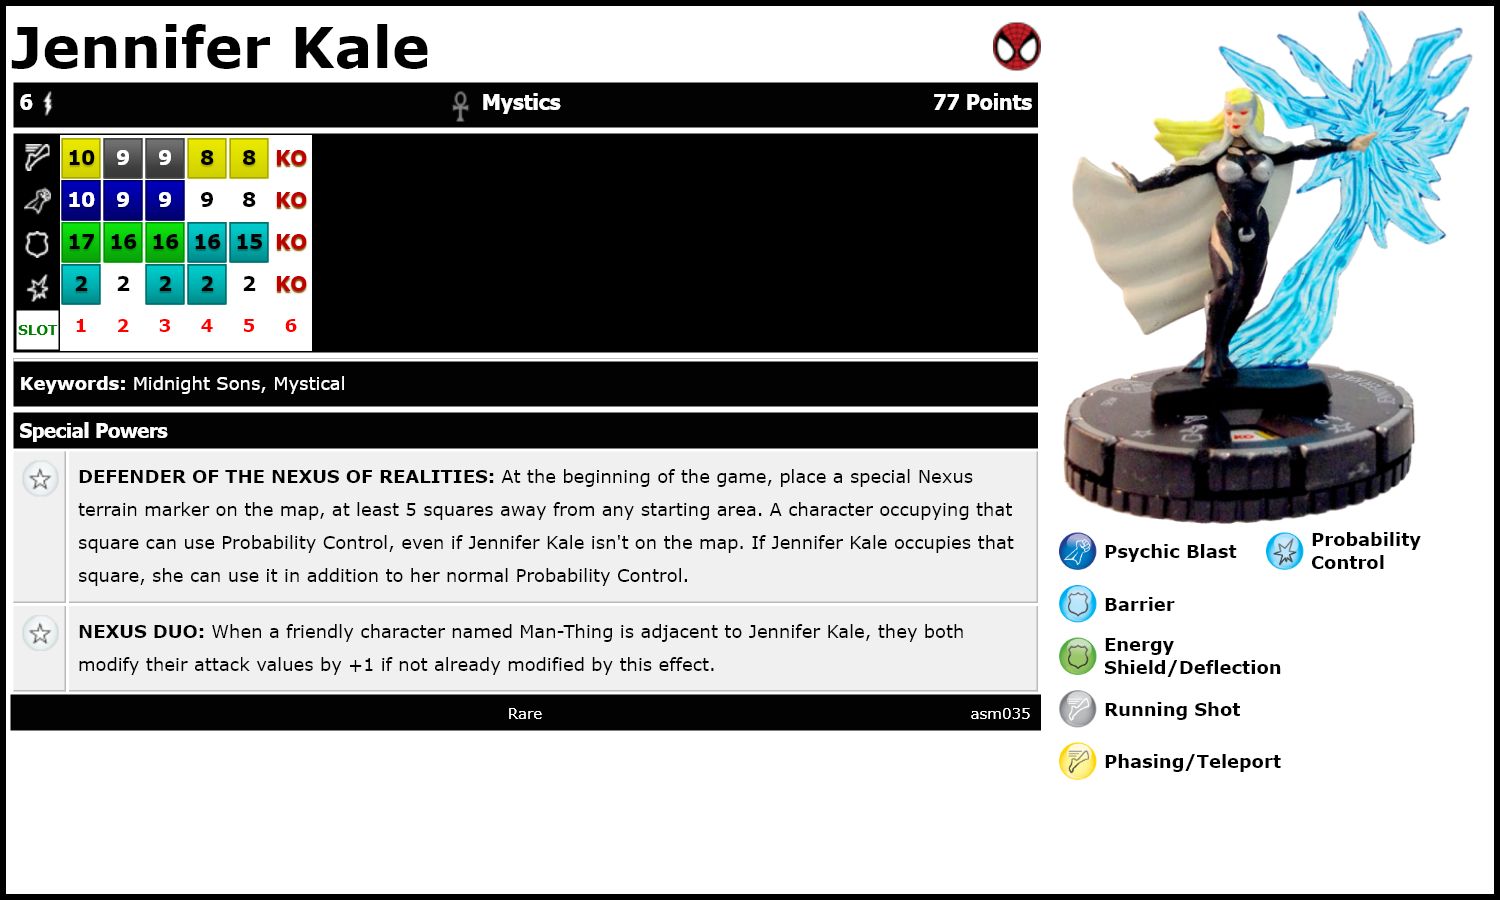 Jennifer Kale
6 Mystics 77 Points
10 9 9 8 8 KO
10 9 9 9 8 KO
17 16 16 16 15 KO
2 2 2 2 2 KO
SLOT 1 2 3 4 5 6
Keywords: Midnight Sons, Mystical
Special Powers
DEFENDER OF THE NEXUS OF REALITIES: At the beginning of the game, place a special Nexus
terrain marker on the map, at least 5 squares away from any starting area. A character occupying that
square can use Probability Control, even if Jennifer Kale isn't on the map. If Jennifer Kale occupies that
square, she can use it in addition to her normal Probability Control.
NEXUS DUO: When a friendly character named Man-Thing is adjacent to Jennifer Kale, they both
modify their attack values by +1 if not already modified by this effect.
Rare asm035
KO
Psychic Blast
Probability
Control
Barrier
Energy
Shield/Deflection
Running Shot
Phasing/Teleport